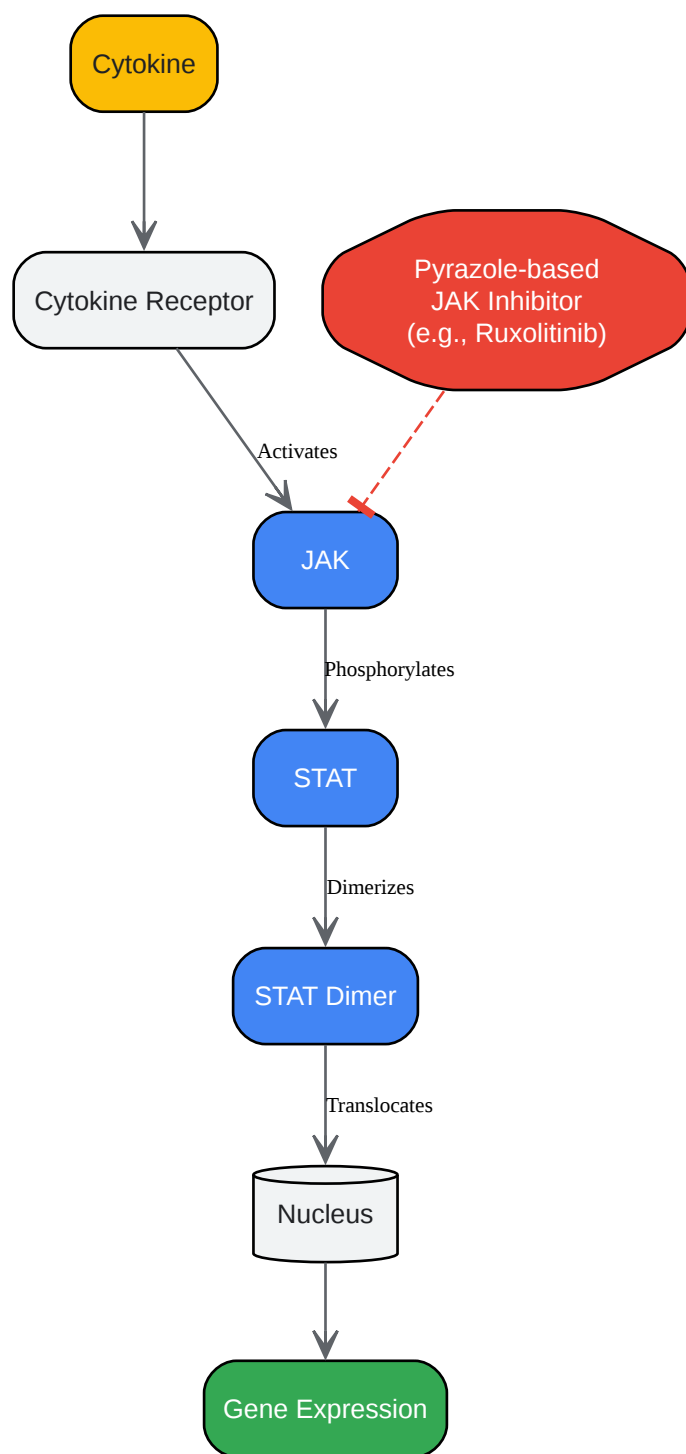 Cytokine
Cytokine Receptor
Pyrazole-based
JAK Inhibitor
(e.g., Ruxolitinib)
Activates
JAK
Phosphorylates
STAT
Dimerizes
STAT Dimer
Translocates
Nucleus
Gene Expression